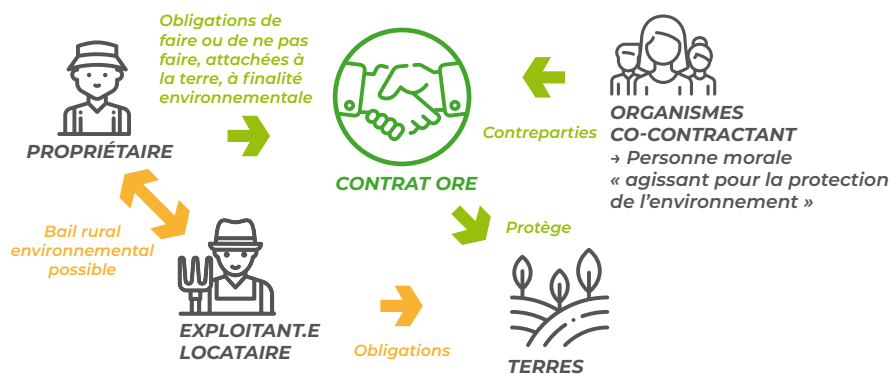 Obligations de
faire ou de ne pas
faire, attachées à
la terre, à finalité
environnementale
PROPRIÉTAIRE
CONTRAT ORE
Contreparties
ORGANISMES
CO-CONTRACTANT
→ Personne morale
« agissant pour la protection
de l'environnement »
Bail rural
environnemental
possible
Protège
EXPLOITANT.E
LOCATAIRE
Obligations
TERRES